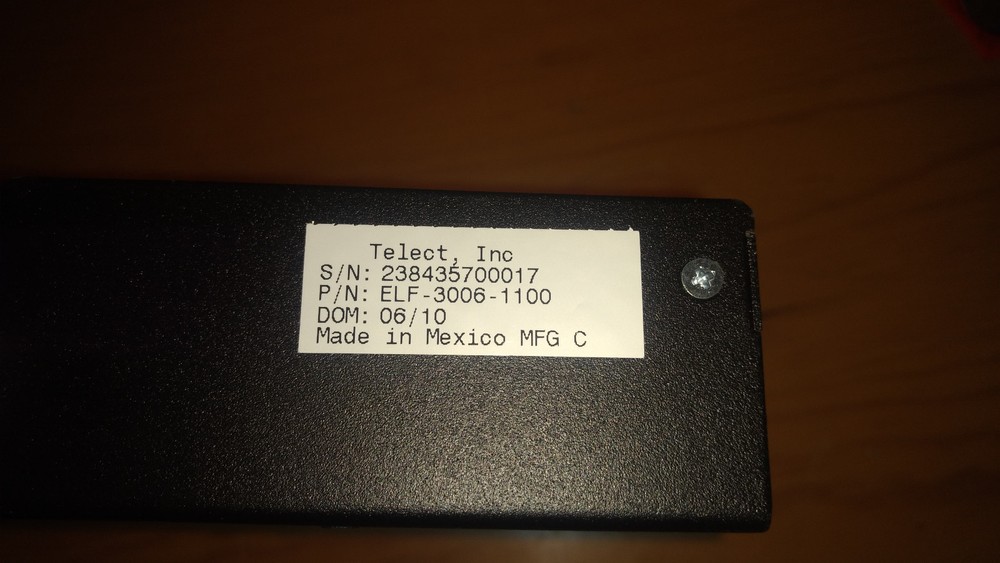 Telect, Inc
S/N: 238435700017
P/N: ELF-3006-1100
DOM: 06/10
Made in Mexico MFG C